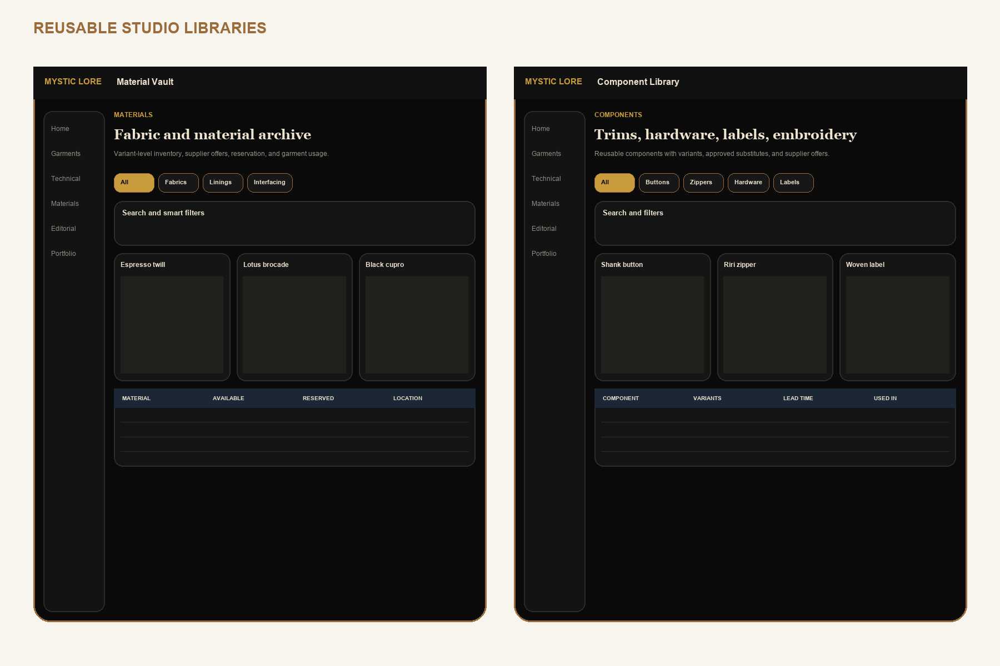 REUSABLE STUDIO LIBRARIES
MYSTIC LORE Material Vault
Home
Garments
Technical
Materials
Editorial
Portfolio
MATERIALS
Fabric and material archive
Variant-level inventory, supplier offers, reservation, and garment usage.
All Fabrics Linings Interfacing
Search and smart filters
Espresso twill Lotus brocade Black cupro
MATERIAL AVAILABLE RESERVED LOCATION
MYSTIC LORE Component Library
Home
Garments
Technical
Materials
Editorial
Portfolio
COMPONENTS
Trims, hardware, labels, embroidery
Reusable components with variants, approved substitutes, and supplier offers.
All Buttons Zippers Hardware Labels
Search and filters
Shank button Riri zipper Woven label
COMPONENT VARIANTS LEAD TIME USED IN